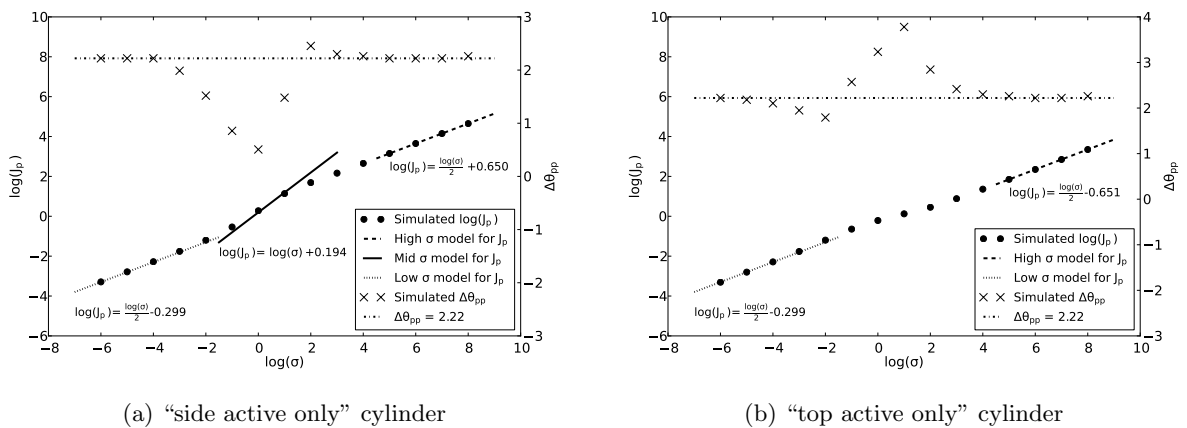 10
8
6
4
2
0
−2
−4
−6
log(Jₚ)
3
2
1
0
−1
−2
−3
Δθₚₚ
log(Jₚ)= log(σ)/2 +0.650
log(Jₚ)= log(σ)+0.194
log(Jₚ)= log(σ)/2 -0.299
Simulated log(Jₚ)
High σ model for Jₚ
Mid σ model for Jₚ
Low σ model for Jₚ
Simulated Δθₚₚ
Δθₚₚ = 2.22
−8 −6 −4 −2 0 2 4 6 8 10
log(σ)
(a) “side active only” cylinder
10
8
6
4
2
0
−2
−4
−6
log(Jₚ)
4
3
2
1
0
−1
−2
−3
Δθₚₚ
log(Jₚ)= log(σ)/2 -0.651
log(Jₚ)= log(σ)/2 -0.299
Simulated log(Jₚ)
High σ model for Jₚ
Low σ model for Jₚ
Simulated Δθₚₚ
Δθₚₚ = 2.22
−8 −6 −4 −2 0 2 4 6 8 10
log(σ)
(b) “top active only” cylinder